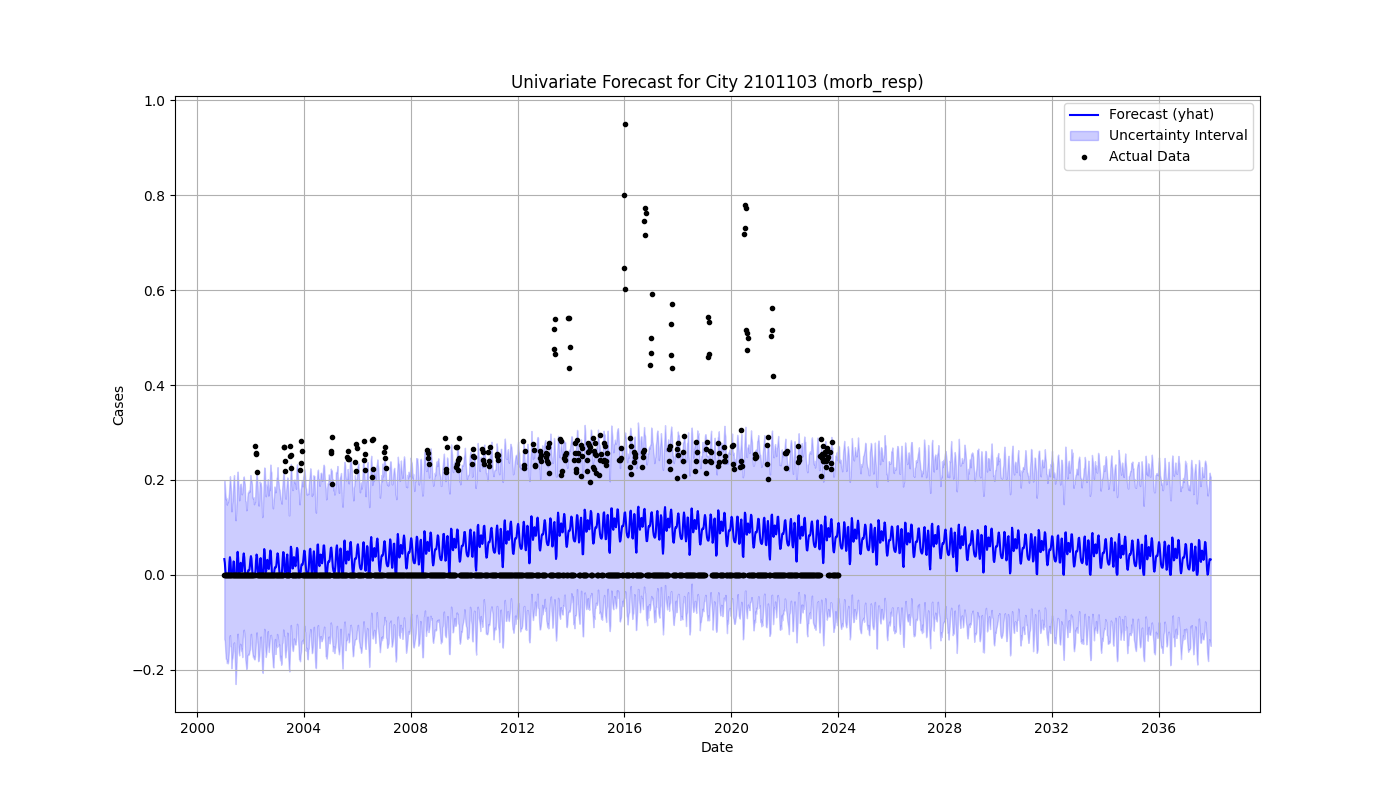 Univariate Forecast for City 2101103 (morb_resp)
Forecast (yhat)
Uncertainty Interval
Actual Data
Cases
1.0
0.8
0.6
0.4
0.2
0.0
−0.2
2000 2004 2008 2012 2016 2020 2024 2028 2032 2036
Date